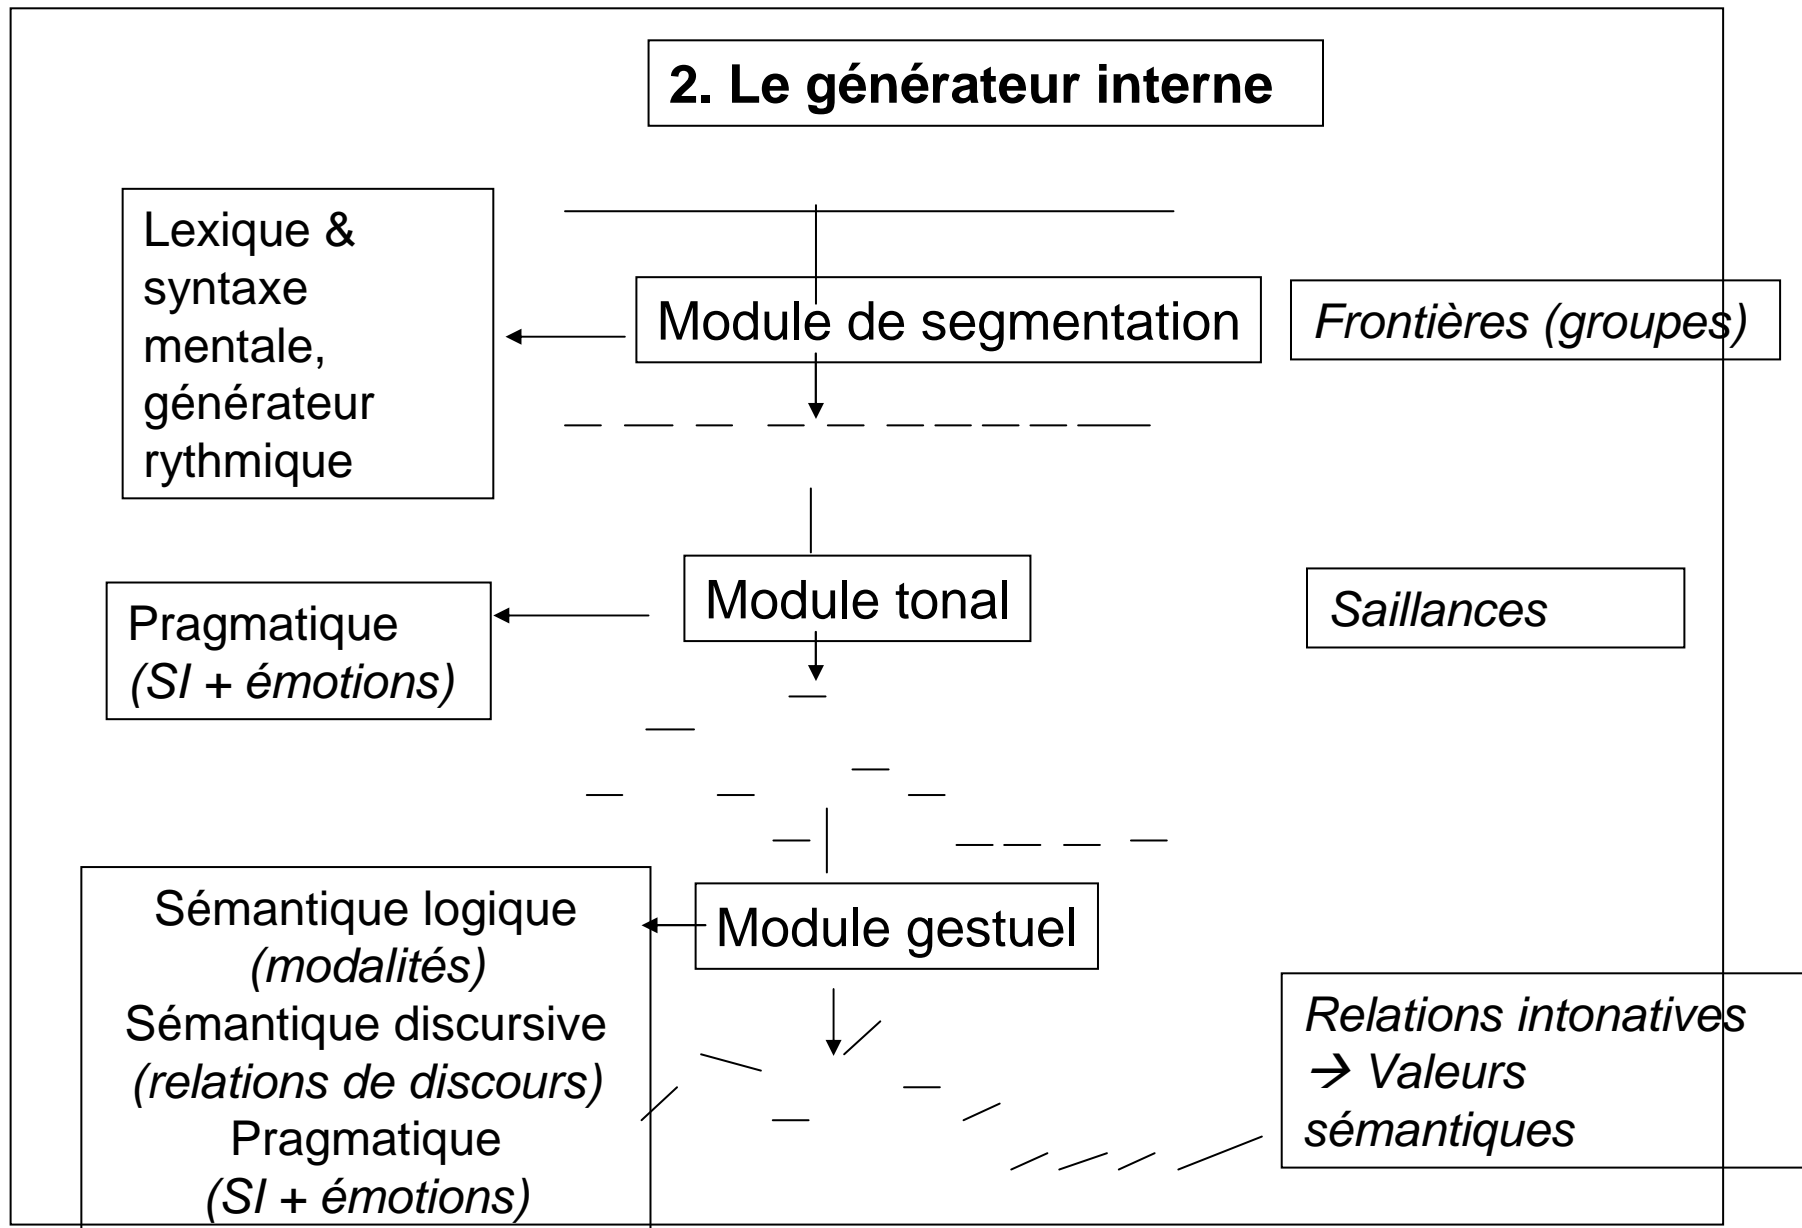 2. Le générateur interne
Lexique &
syntaxe
mentale,
générateur
rythmique
Module de segmentation
Frontières (groupes)
Pragmatique
(SI + émotions)
Module tonal
Saillances
Sémantique logique
(modalités)
Sémantique discursive
(relations de discours)
Pragmatique
(SI + émotions)
Module gestuel
Relations intonatives
→ Valeurs
sémantiques